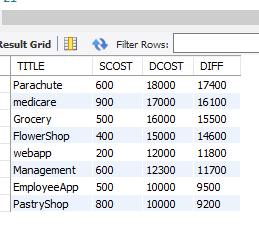 Result Grid Filter Rows:
TITLE SCOST DCOST DIFF
Parachute 600 18000 17400
medicare 900 17000 16100
Grocery 500 16000 15500
FlowerShop 400 15000 14600
webapp 200 12000 11800
Management 600 12300 11700
EmployeeApp 500 10000 9500
PastryShop 800 10000 9200